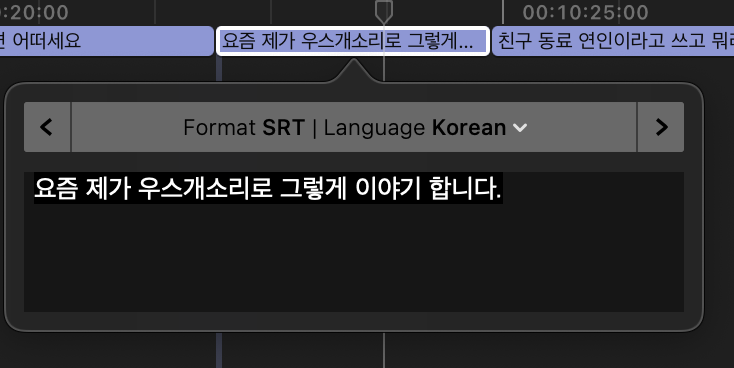 :20:00
00:10:25:00
면 어떠세요
요즘 제가 우스개소리로 그렇게...
친구 동료 연인이라고 쓰고 뭐
Format SRT | Language Korean
요즘 제가 우스개소리로 그렇게 이야기 합니다.